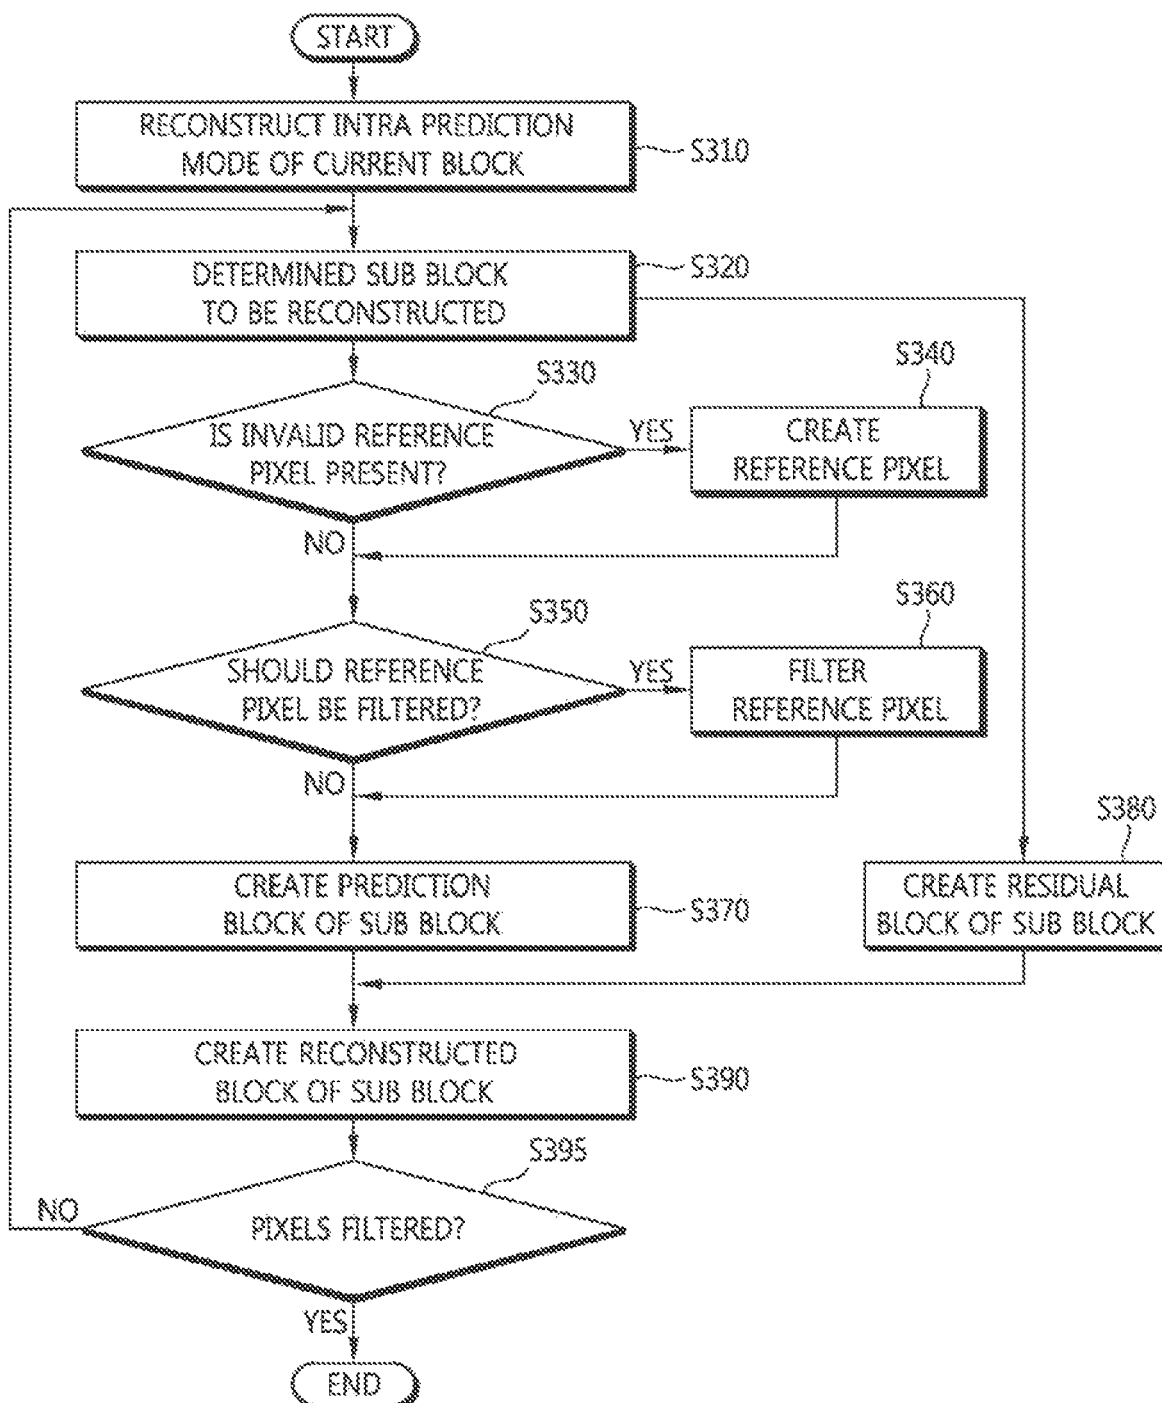 START
RECONSTRUCT INTRA PREDICTION
MODE OF CURRENT BLOCK
S310
DETERMINED SUB BLOCK
TO BE RECONSTRUCTED
S320
S330
IS INVALID REFERENCE
PIXEL PRESENT?
YES
S340
CREATE
REFERENCE PIXEL
NO
S350
SHOULD REFERENCE
PIXEL BE FILTERED?
YES
S360
FILTER
REFERENCE PIXEL
NO
CREATE PREDICTION
BLOCK OF SUB BLOCK
S370
S380
CREATE RESIDUAL
BLOCK OF SUB BLOCK
CREATE RECONSTRUCTED
BLOCK OF SUB BLOCK
S390
S395
PIXELS FILTERED?
NO
YES
END